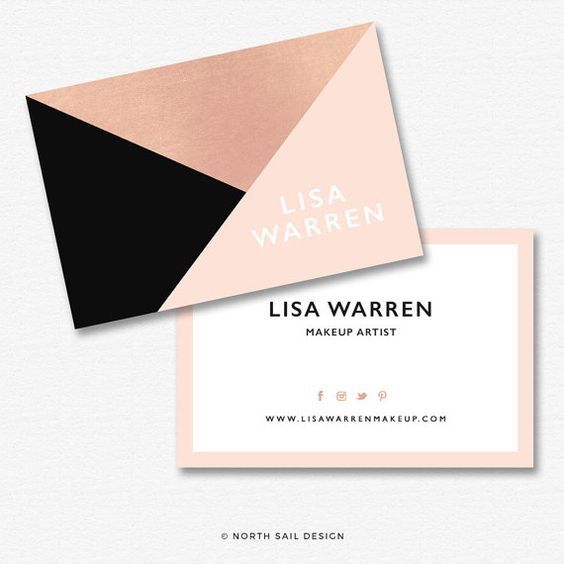 LISA
WARREN
LISA WARREN
MAKEUP ARTIST
WWW.LISAWARRENMAKEUP.COM
© NORTH SAIL DESIGN